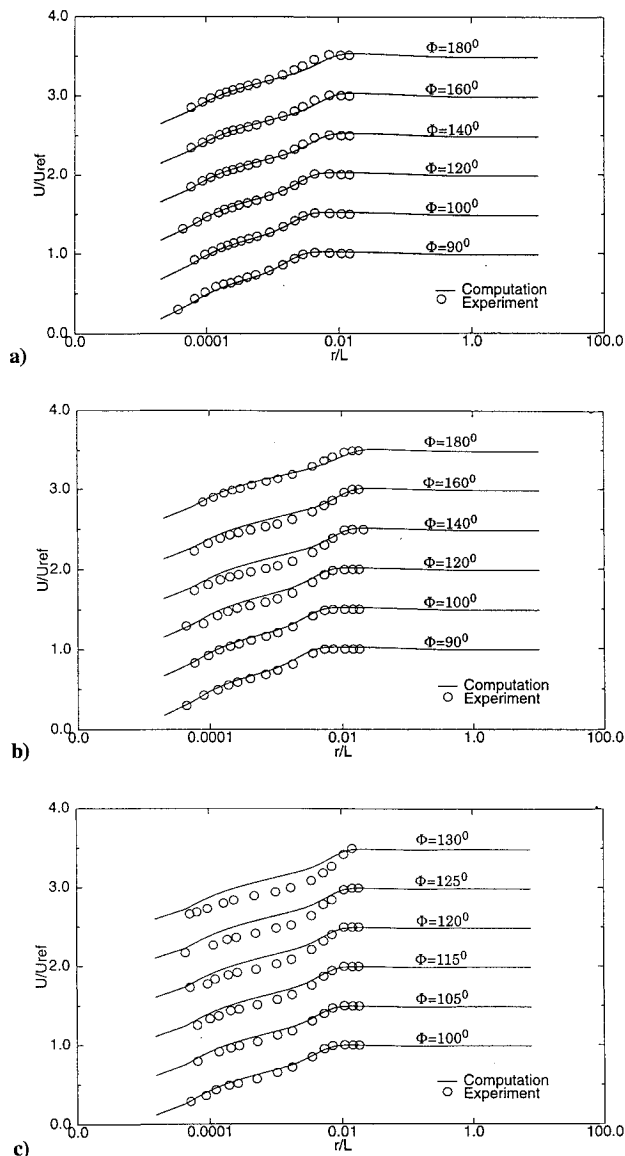 4.0
Φ=180⁰
Φ=160⁰
3.0
Φ=140⁰
2.0
Φ=120⁰
Φ=100⁰
1.0
Φ=90⁰
Computation
Experiment
0.0
0.0 0.0001 0.01 1.0 100.0
U/Uref
r/L
a)
4.0
Φ=180⁰
Φ=160⁰
3.0
Φ=140⁰
2.0
Φ=120⁰
Φ=100⁰
1.0
Φ=90⁰
Computation
Experiment
0.0
0.0 0.0001 0.01 1.0 100.0
U/Uref
r/L
b)
4.0
Φ=130⁰
Φ=125⁰
3.0
Φ=120⁰
2.0
Φ=115⁰
Φ=105⁰
1.0
Φ=100⁰
Computation
Experiment
0.0
0.0 0.0001 0.01 1.0 100.0
U/Uref
r/L
c)